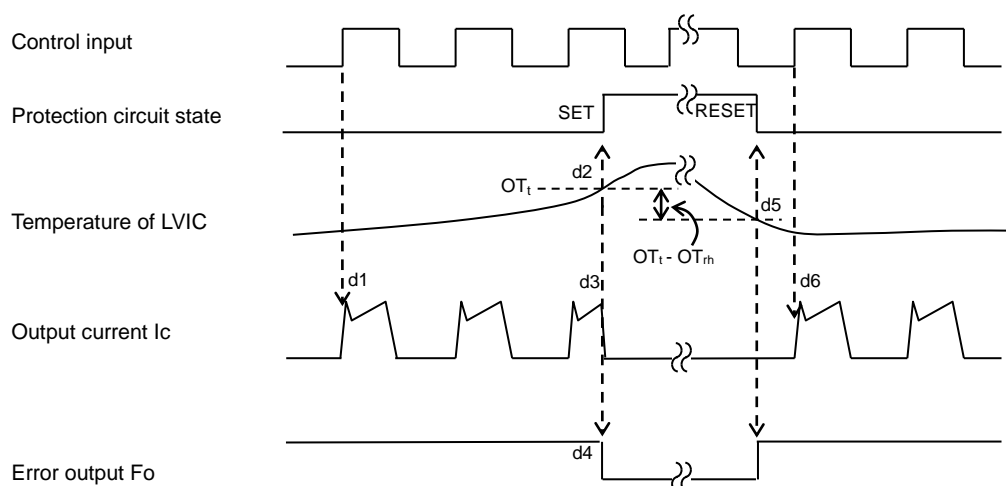 Control input
Protection circuit state
SET
RESET
d2
OTt
d5
Temperature of LVIC
OTt - OTrh
d1
d3
d6
Output current Ic
d4
Error output Fo